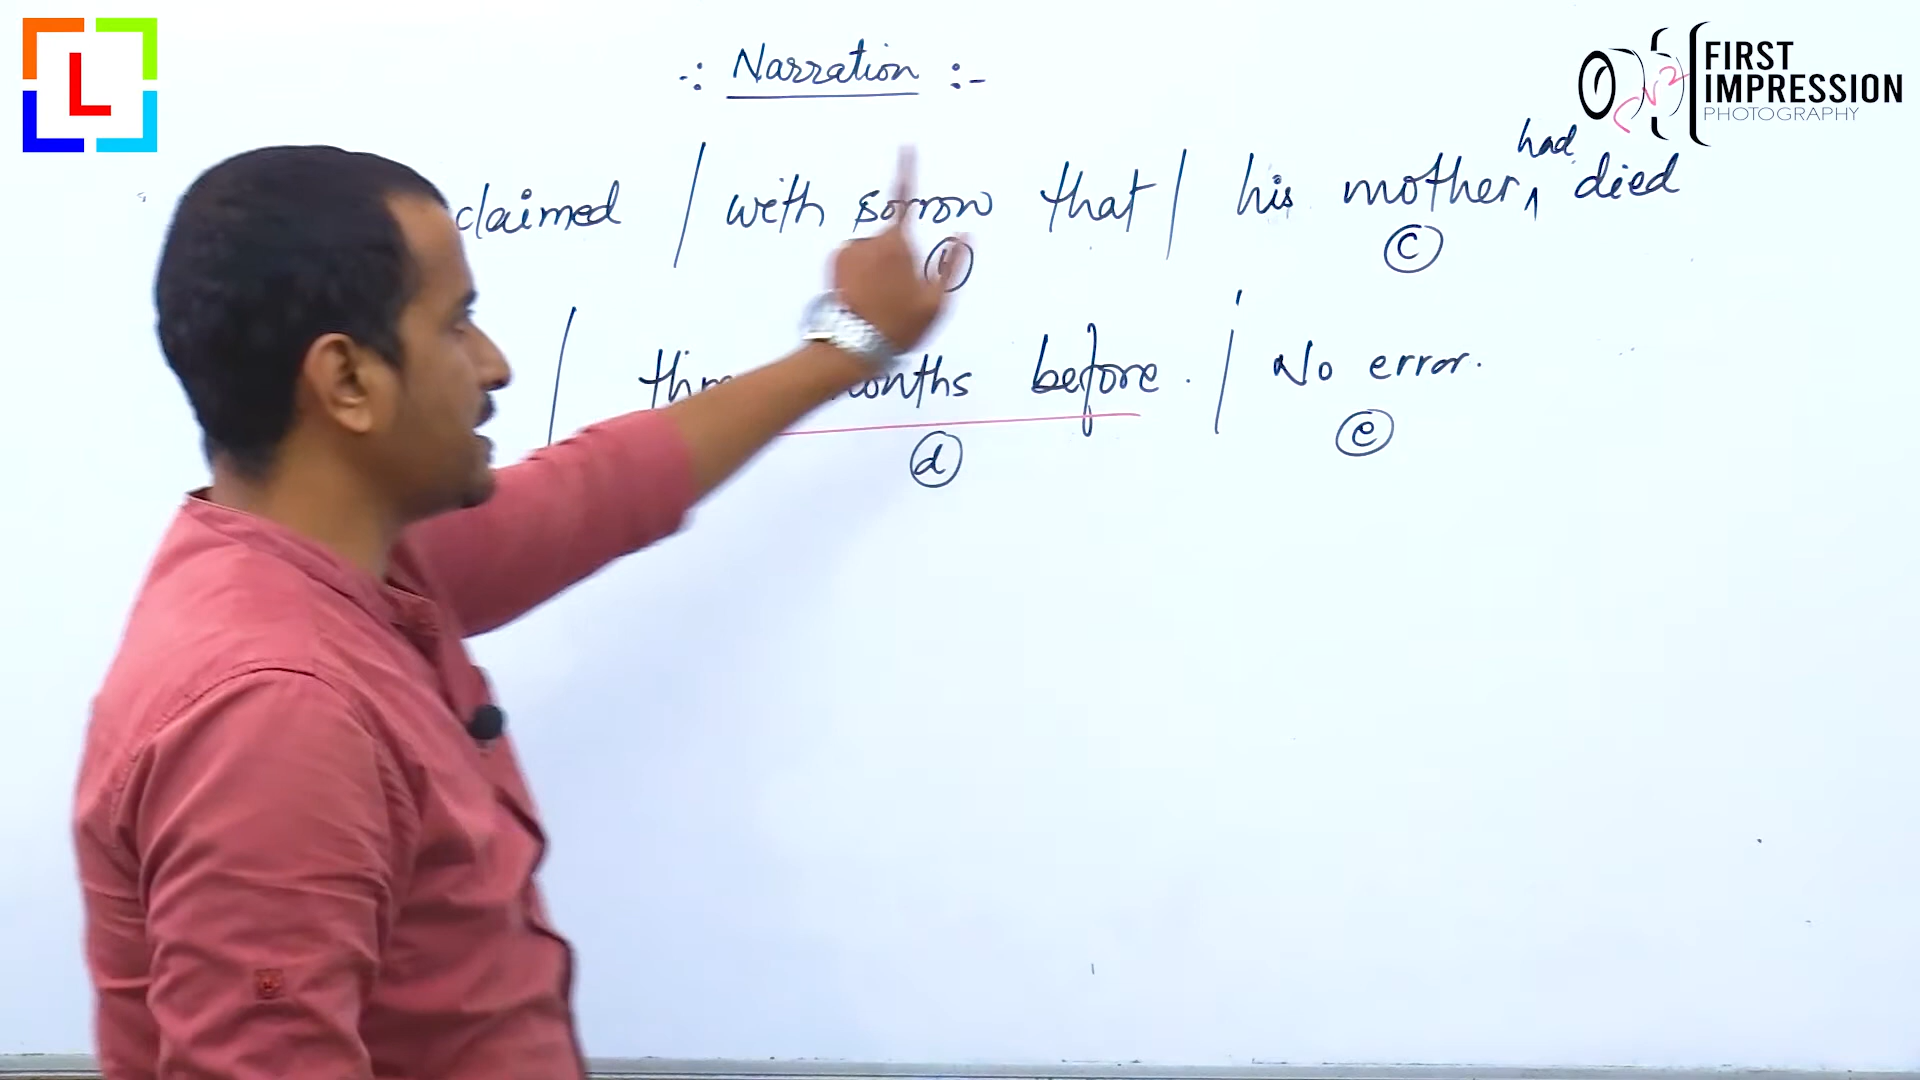 L
-: Narration :-
FIRST
IMPRESSION
PHOTOGRAPHY
had
claimed / with sorrow that / his mother, ^ died
c
/ months before. / No error.
d e